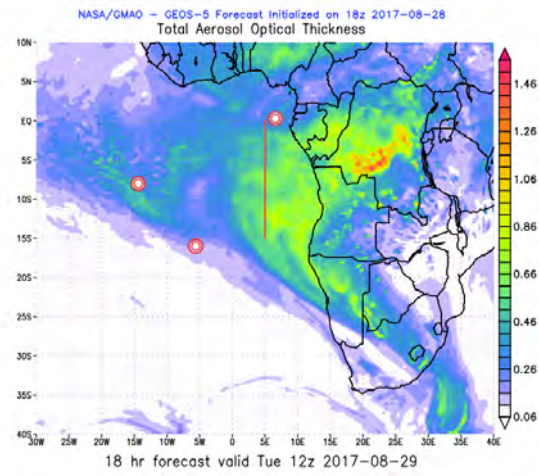 NASA/GMAO - GEOS-5 Forecast Initialized on 18z 2017-08-28
Total Aerosol Optical Thickness
10N
5N
EQ
5S
10S
15S
20S
25S
30S
35S
40S
30W 25W 20W 15W 10W 5W 0 5E 10E 15E 20E 25E 30E 35E 40E
1.46
1.26
1.06
0.86
0.66
0.46
0.26
0.06
18 hr forecast valid Tue 12z 2017-08-29